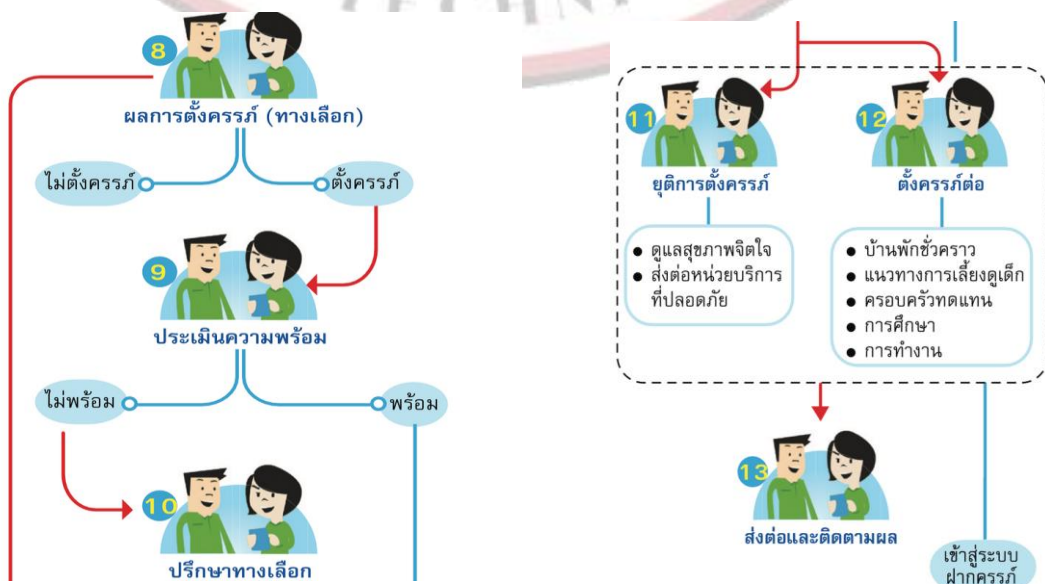 8
ผลการตั้งครรภ์ (ทางเลือก)
ไม่ตั้งครรภ์
ตั้งครรภ์
9
ประเมินความพร้อม
ไม่พร้อม
พร้อม
10
ปรึกษาทางเลือก
11
ยุติการตั้งครรภ์
● ดูแลสุขภาพจิตใจ
● ส่งต่อหน่วยบริการ
ที่ปลอดภัย
12
ตั้งครรภ์ต่อ
● บ้านพักชั่วคราว
● แนวทางการเลี้ยงดูเด็ก
● ครอบครัวทดแทน
● การศึกษา
● การทำงาน
13
ส่งต่อและติดตามผล
เข้าสู่ระบบ
ฝากครรภ์